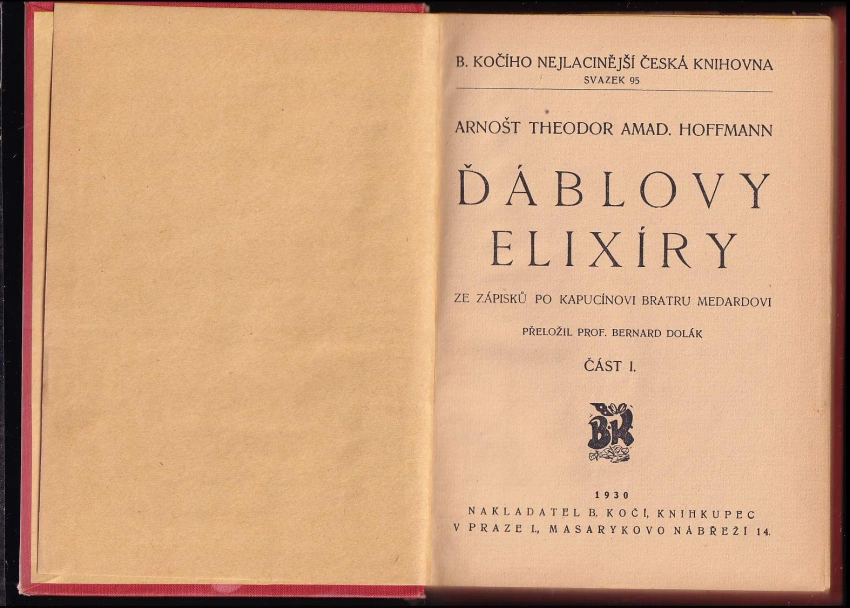 B. KOČÍHO NEJLACINĚJŠÍ ČESKÁ KNIHOVNA
SVAZEK 95
ARNOŠT THEODOR AMAD. HOFFMANN
ĎÁBLOVY
ELIXÍRY
ZE ZÁPISKŮ PO KAPUCÍNOVI BRATRU MEDARDOVI
PŘELOŽIL PROF. BERNARD DOLÁK
ČÁST I.
BK
1930
NAKLADATEL B. KOČÍ, KNIHKUPEC
V PRAZE I., MASARYKOVO NÁBŘEŽÍ 14.